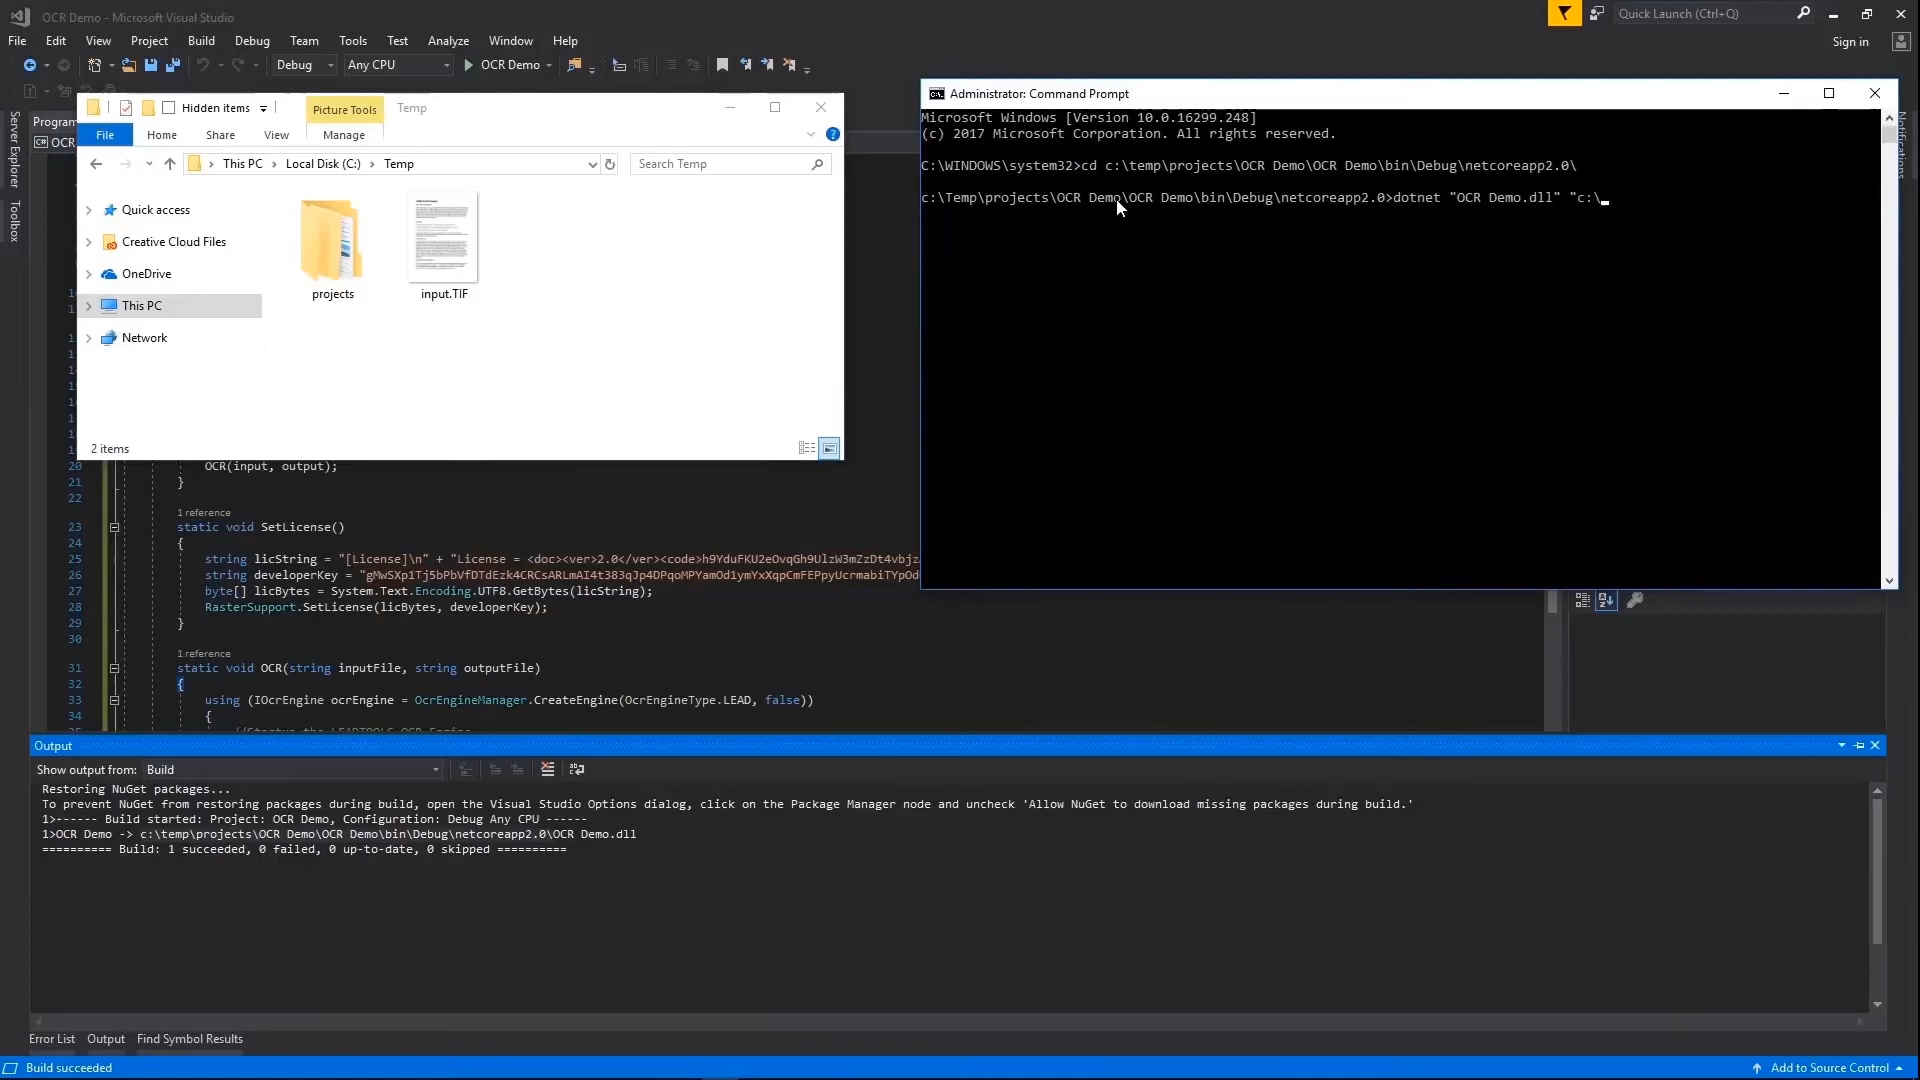 OCR Demo - Microsoft Visual Studio
Quick Launch (Ctrl+Q)
File Edit View Project Build Debug Team Tools Test Analyze Window Help
Sign in
Debug Any CPU OCR Demo
Server Explorer
Toolbox
Notifications
Hidden items
Picture Tools
Temp
File Home Share View Manage
This PC Local Disk (C:) Temp
Search Temp
Quick access
Creative Cloud Files
OneDrive
This PC
Network
projects
input.TIF
2 items
Administrator: Command Prompt
Microsoft Windows [Version 10.0.16299.248]
(c) 2017 Microsoft Corporation. All rights reserved.
C:\WINDOWS\system32>cd c:\temp\projects\OCR Demo\OCR Demo\bin\Debug\netcoreapp2.0\
c:\Temp\projects\OCR Demo\OCR Demo\bin\Debug\netcoreapp2.0>dotnet "OCR Demo.dll" "c:\
20 OCR(input, output);
21 }
22
1 reference
23 static void SetLicense()
24 {
25 string licString = "[License]\n" + "License = <doc><ver>2.0</ver><code>h9YduFKU2eOvqGh9UlzW3mZzDt4vbjz
26 string developerKey = "gMwSXp1Tj5bPbVfDTdEzk4CRCsARLmAI4t383qJp4DPqoMPYamOd1ymYxXqpCmFEPpyUcrmabiTYpOd
27 byte[] licBytes = System.Text.Encoding.UTF8.GetBytes(licString);
28 RasterSupport.SetLicense(licBytes, developerKey);
29 }
30
1 reference
31 static void OCR(string inputFile, string outputFile)
32 {
33 using (IOcrEngine ocrEngine = OcrEngineManager.CreateEngine(OcrEngineType.LEAD, false))
34 {
Output
Show output from: Build
Restoring NuGet packages...
To prevent NuGet from restoring packages during build, open the Visual Studio Options dialog, click on the Package Manager node and uncheck 'Allow NuGet to download missing packages during build.'
1>------ Build started: Project: OCR Demo, Configuration: Debug Any CPU ------
1>OCR Demo -> c:\temp\projects\OCR Demo\OCR Demo\bin\Debug\netcoreapp2.0\OCR Demo.dll
========== Build: 1 succeeded, 0 failed, 0 up-to-date, 0 skipped ==========
Error List Output Find Symbol Results
Build succeeded
Add to Source Control